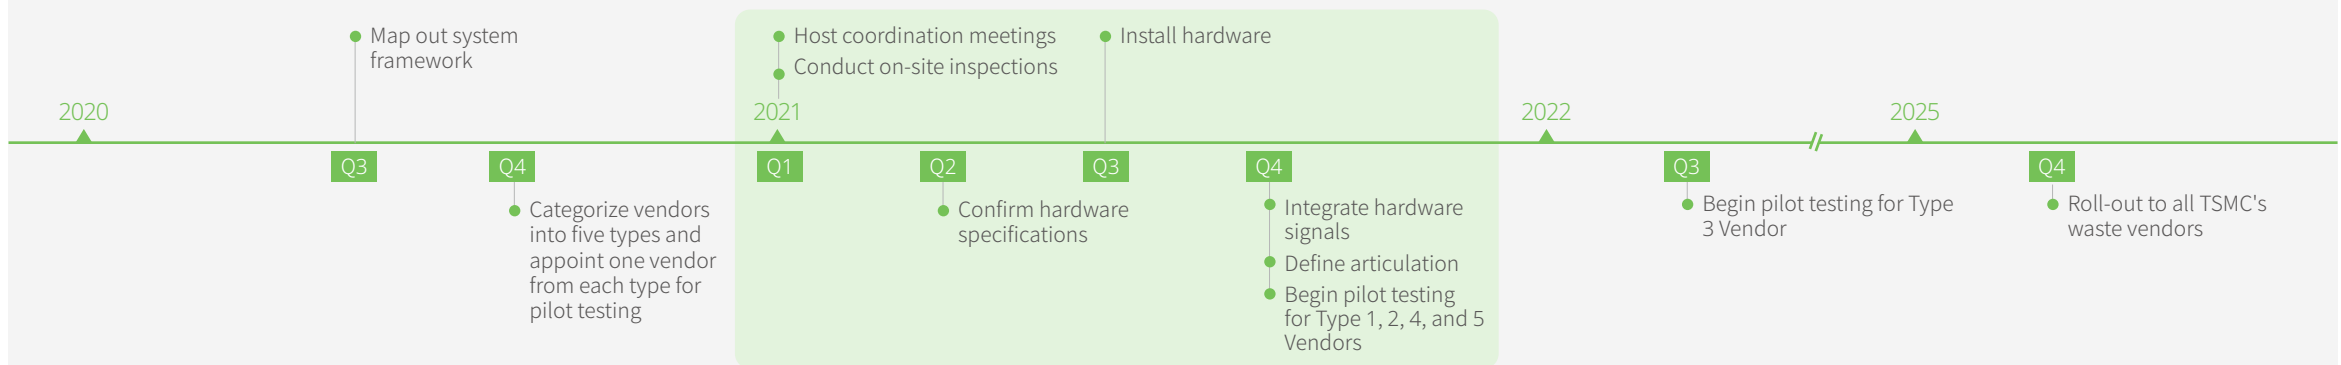 Map out system
framework
Host coordination meetings
Conduct on-site inspections
Install hardware
2020
2021
2022
2025
Q3
Q4
Q1
Q2
Q3
Q4
Q3
Q4
Categorize vendors
into five types and
appoint one vendor
from each type for
pilot testing
Confirm hardware
specifications
Integrate hardware
signals
Define articulation
Begin pilot testing
for Type 1, 2, 4, and 5
Vendors
Begin pilot testing for Type
3 Vendor
Roll-out to all TSMC's
waste vendors